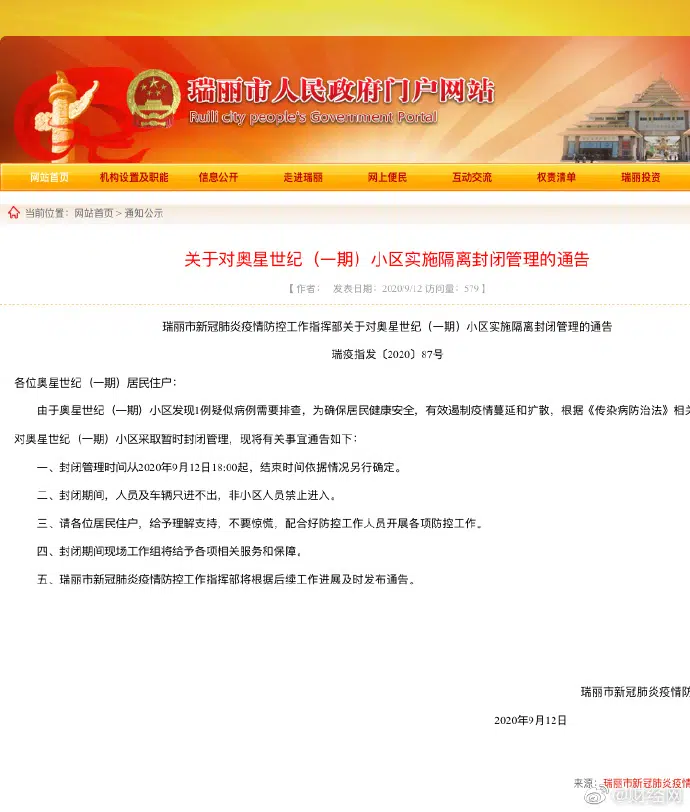 瑞丽市人民政府门户网站
Ruili city people's Government Portal
网站首页 机构设置及职能 信息公开 走进瑞丽 网上便民 互动交流 权责清单 瑞丽投资
当前位置：网站首页 > 通知公示
关于对奥星世纪（一期）小区实施隔离封闭管理的通告
【 作者： 发表日期：2020/9/12 访问量：579 】
瑞丽市新冠肺炎疫情防控工作指挥部关于对奥星世纪（一期）小区实施隔离封闭管理的通告
瑞疫指发〔2020〕87号
各位奥星世纪（一期）居民住户：
由于奥星世纪（一期）小区发现1例疑似病例需要排查，为确保居民健康安全，有效遏制疫情蔓延和扩散，根据《传染病防治法》相关
对奥星世纪（一期）小区采取暂时封闭管理，现将有关事宜通告如下：
一、封闭管理时间从2020年9月12日18:00起，结束时间依据情况另行确定。
二、封闭期间，人员及车辆只进不出，非小区人员禁止进入。
三、请各位居民住户，给予理解支持，不要惊慌，配合好防控工作人员开展各项防控工作。
四、封闭期间现场工作组将给予各项相关服务和保障。
五、瑞丽市新冠肺炎疫情防控工作指挥部将根据后续工作进展及时发布通告。
瑞丽市新冠肺炎疫情防
2020年9月12日
来源：瑞丽市新冠肺炎疫情
@财经网